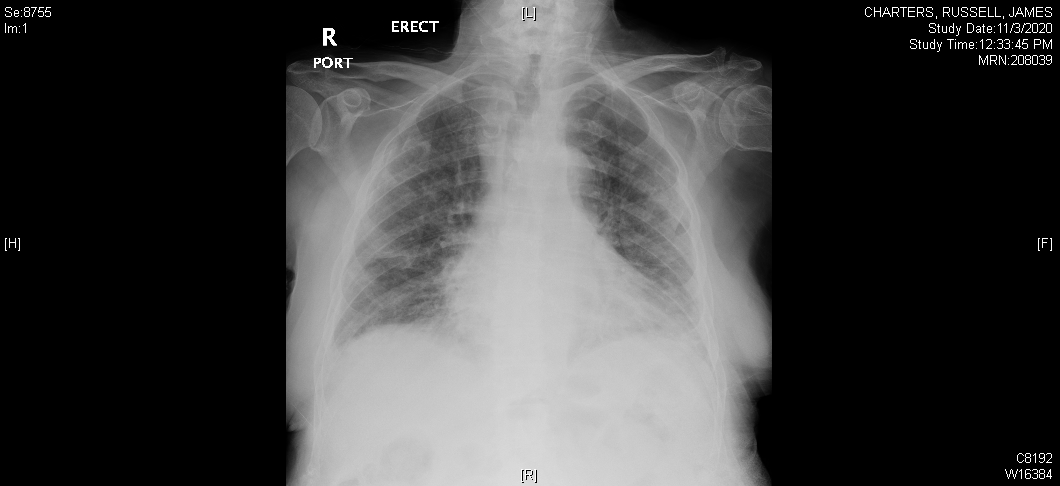 Se:8755
Im:1
[L]
CHARTERS, RUSSELL, JAMES
Study Date:11/3/2020
Study Time:12:33:45 PM
MRN:208039
R
ERECT
PORT
[H]
[F]
[R]
C8192
W16384